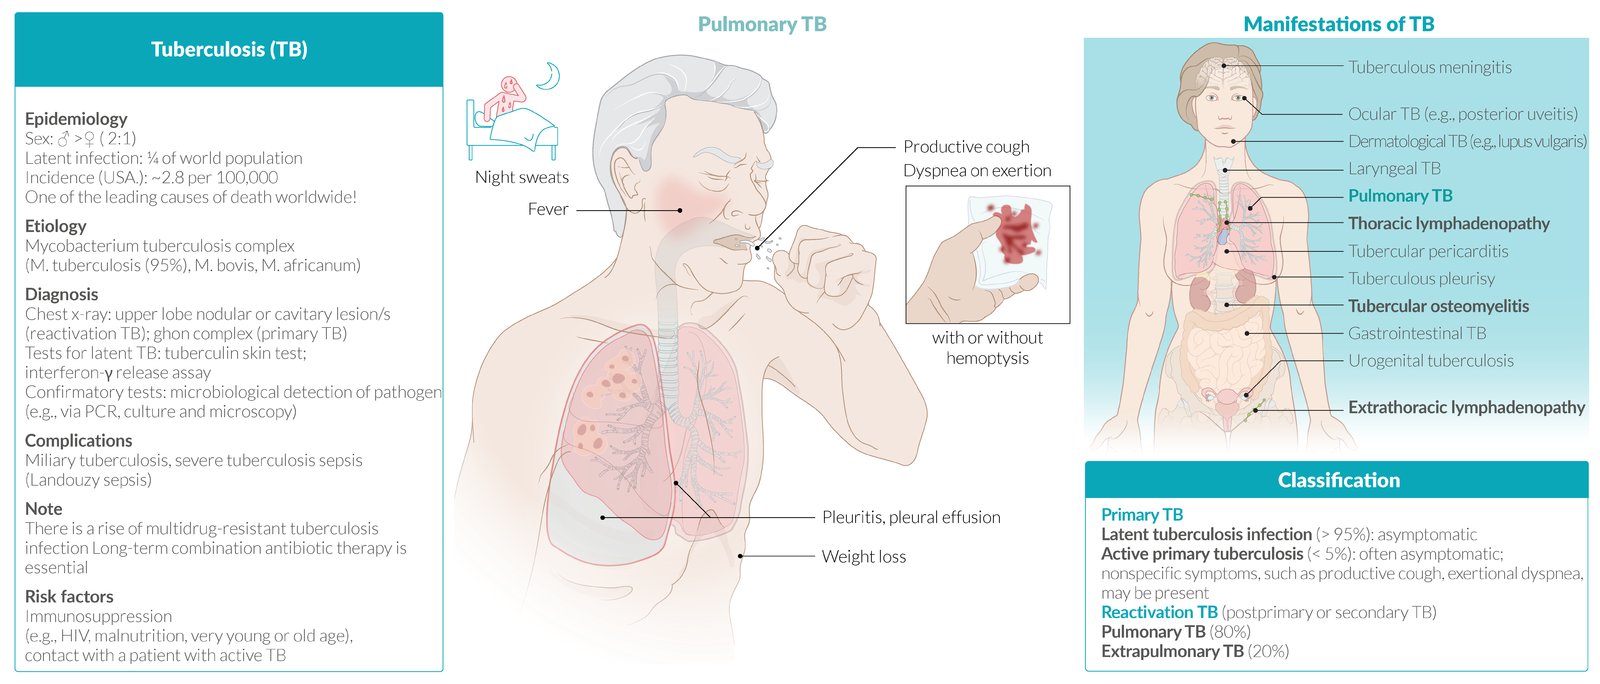 Tuberculosis (TB)
Epidemiology
Sex: ♂ >♀ ( 2:1)
Latent infection: ¼ of world population
Incidence (USA.): ~2.8 per 100,000
One of the leading causes of death worldwide!
Etiology
Mycobacterium tuberculosis complex
(M. tuberculosis (95%), M. bovis, M. africanum)
Diagnosis
Chest x-ray: upper lobe nodular or cavitary lesion/s
(reactivation TB); ghon complex (primary TB)
Tests for latent TB: tuberculin skin test;
interferon-γ release assay
Confirmatory tests: microbiological detection of pathogen
(e.g., via PCR, culture and microscopy)
Complications
Miliary tuberculosis, severe tuberculosis sepsis
(Landouzy sepsis)
Note
There is a rise of multidrug-resistant tuberculosis
infection Long-term combination antibiotic therapy is
essential
Risk factors
Immunosuppression
(e.g., HIV, malnutrition, very young or old age),
contact with a patient with active TB
Pulmonary TB
Night sweats
Fever
Productive cough
Dyspnea on exertion
with or without
hemoptysis
Pleuritis, pleural effusion
Weight loss
Manifestations of TB
Tuberculous meningitis
Ocular TB (e.g., posterior uveitis)
Dermatological TB (e.g., lupus vulgaris)
Laryngeal TB
Pulmonary TB
Thoracic lymphadenopathy
Tubercular pericarditis
Tuberculous pleurisy
Tubercular osteomyelitis
Gastrointestinal TB
Urogenital tuberculosis
Extrathoracic lymphadenopathy
Classification
Primary TB
Latent tuberculosis infection (> 95%): asymptomatic
Active primary tuberculosis (< 5%): often asymptomatic;
nonspecific symptoms, such as productive cough, exertional dyspnea,
may be present
Reactivation TB (postprimary or secondary TB)
Pulmonary TB (80%)
Extrapulmonary TB (20%)